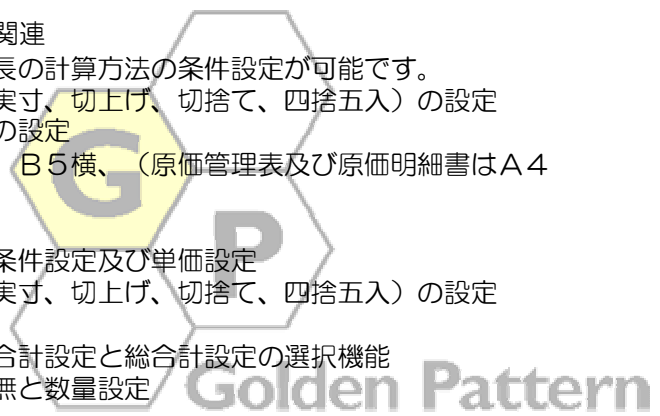 関連
長の計算方法の条件設定が可能です。
実寸、切上げ、切捨て、四捨五入）の設定
の設定
Ｂ５横、（原価管理表及び原価明細書はＡ４
条件設定及び単価設定
実寸、切上げ、切捨て、四捨五入）の設定
合計設定と総合計設定の選択機能
無と数量設定
G
P
Golden Pattern